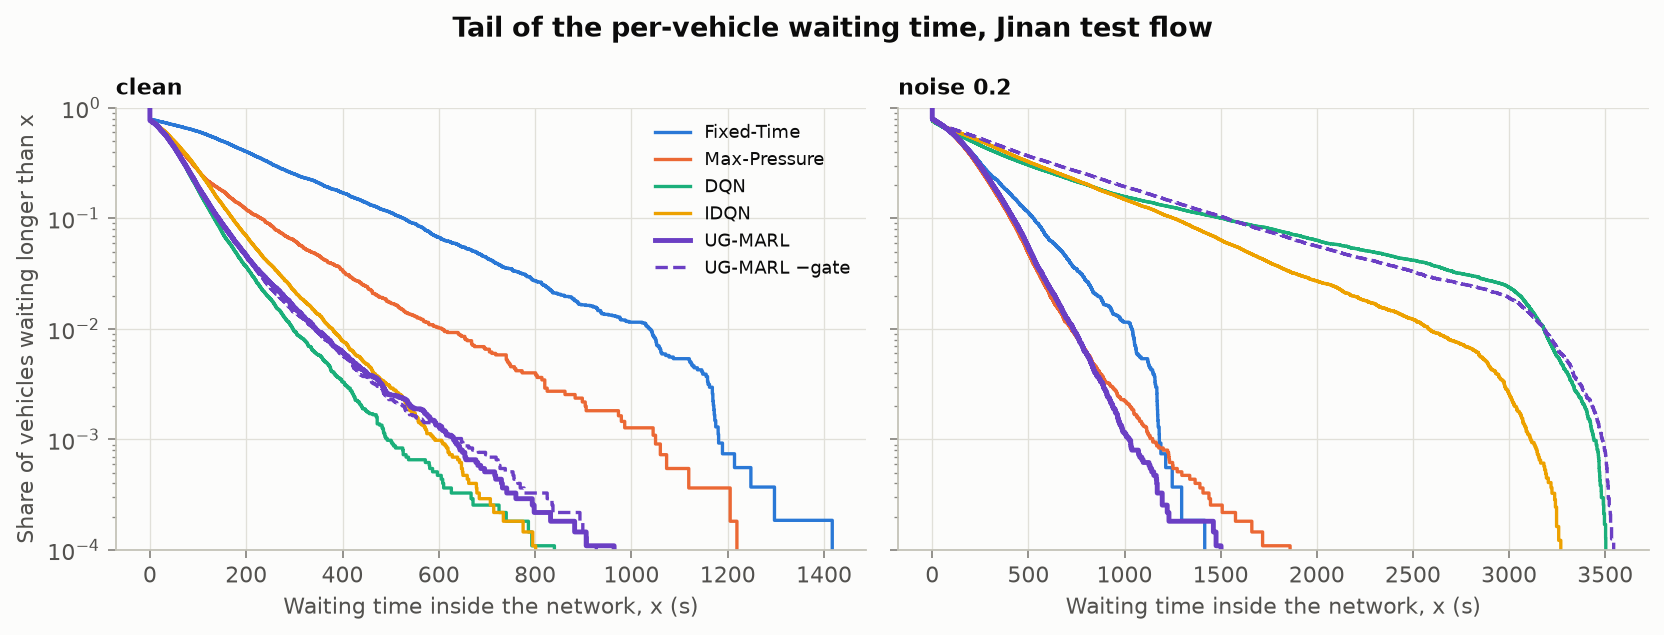 Tail of the per-vehicle waiting time, Jinan test flow
clean
noise 0.2
Share of vehicles waiting longer than x
10⁰
10⁻¹
10⁻²
10⁻³
10⁻⁴
Fixed-Time
Max-Pressure
DQN
IDQN
UG-MARL
UG-MARL −gate
0 200 400 600 800 1000 1200 1400
0 500 1000 1500 2000 2500 3000 3500
Waiting time inside the network, x (s)
Waiting time inside the network, x (s)